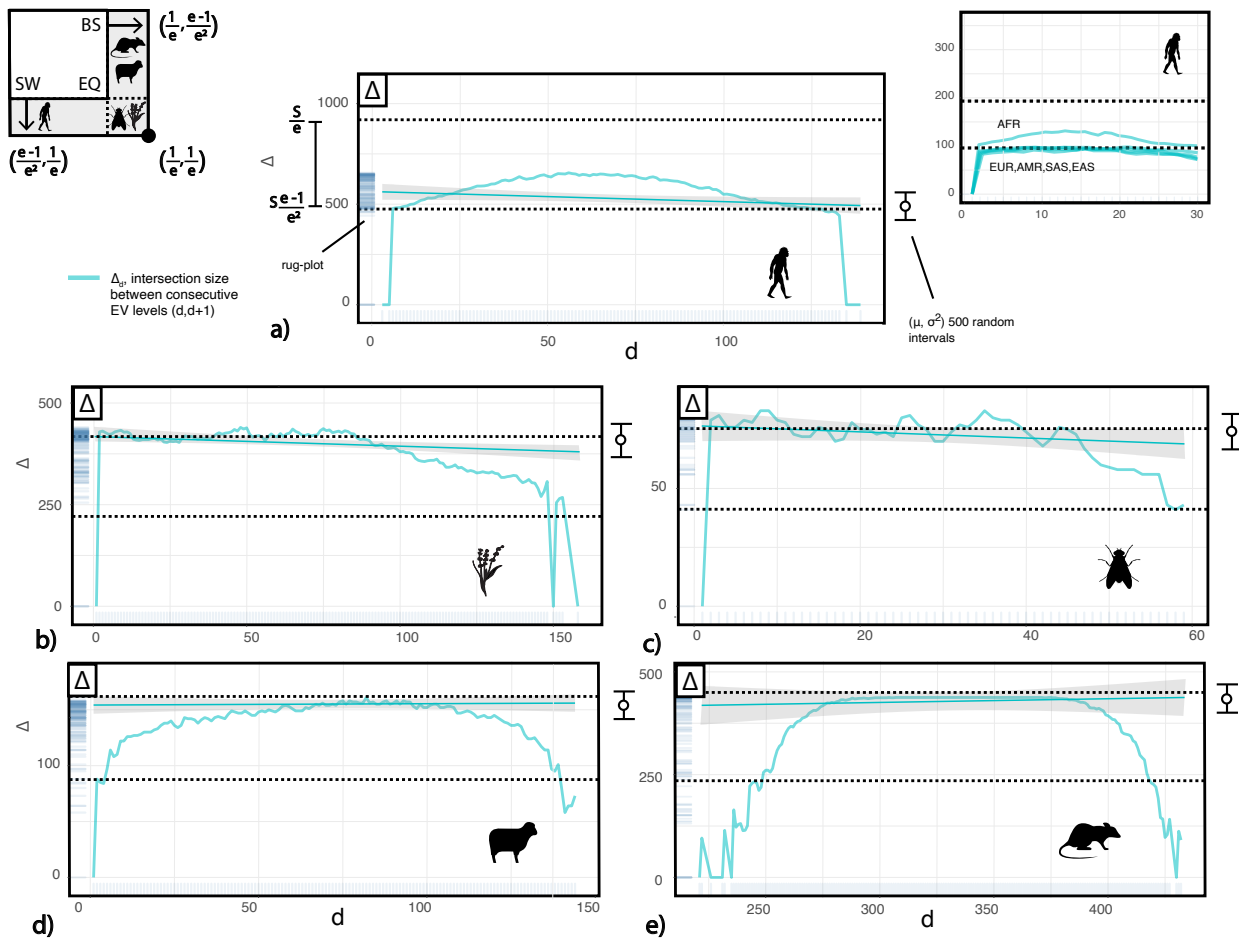 BS (1/e, e-1/e²)
SW EQ
(e-1/e², 1/e) (1/e, 1/e)
Δ_d, intersection size
between consecutive
EV levels (d,d+1)
a)
Δ
Δ
1000
500
0
S/e
S e-1/e²
rug-plot
0 50 100
d
(μ, σ²) 500 random
intervals
300
200
100
0
AFR
EUR,AMR,SAS,EAS
0 10 20 30
b)
Δ
Δ
500
250
0
0 50 100 150
c)
Δ
50
0
0 20 40 60
d)
Δ
Δ
100
0
0 50 100 150
d
e)
Δ
500
250
0
250 300 350 400
d